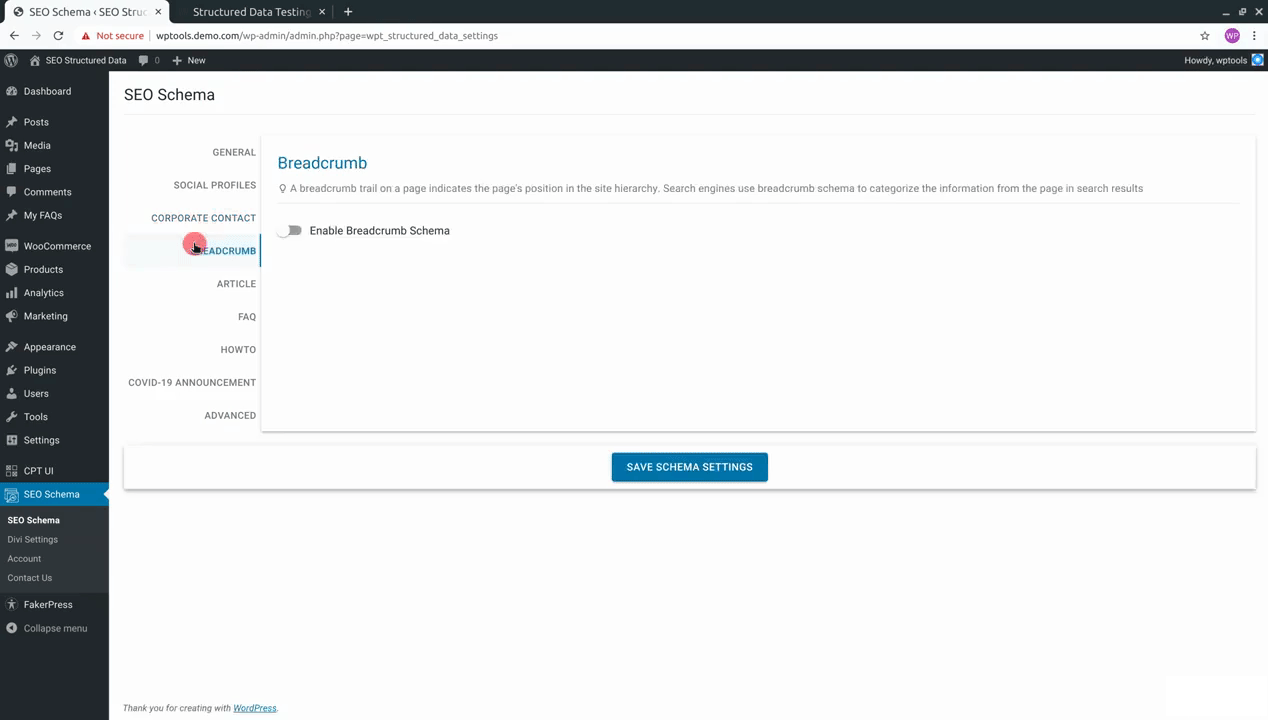 SEO Schema ‹ SEO Struc
Structured Data Testing
Not secure
wptools.demo.com/wp-admin/admin.php?page=wpt_structured_data_settings
WP
SEO Structured Data
0
New
Howdy, wptools
Dashboard
Posts
Media
Pages
Comments
My FAQs
WooCommerce
Products
Analytics
Marketing
Appearance
Plugins
Users
Tools
Settings
CPT UI
SEO Schema
SEO Schema
Divi Settings
Account
Contact Us
FakerPress
Collapse menu
SEO Schema
GENERAL
SOCIAL PROFILES
CORPORATE CONTACT
BREADCRUMB
ARTICLE
FAQ
HOWTO
COVID-19 ANNOUNCEMENT
ADVANCED
Breadcrumb
A breadcrumb trail on a page indicates the page's position in the site hierarchy. Search engines use breadcrumb schema to categorize the information from the page in search results
Enable Breadcrumb Schema
SAVE SCHEMA SETTINGS
Thank you for creating with WordPress.